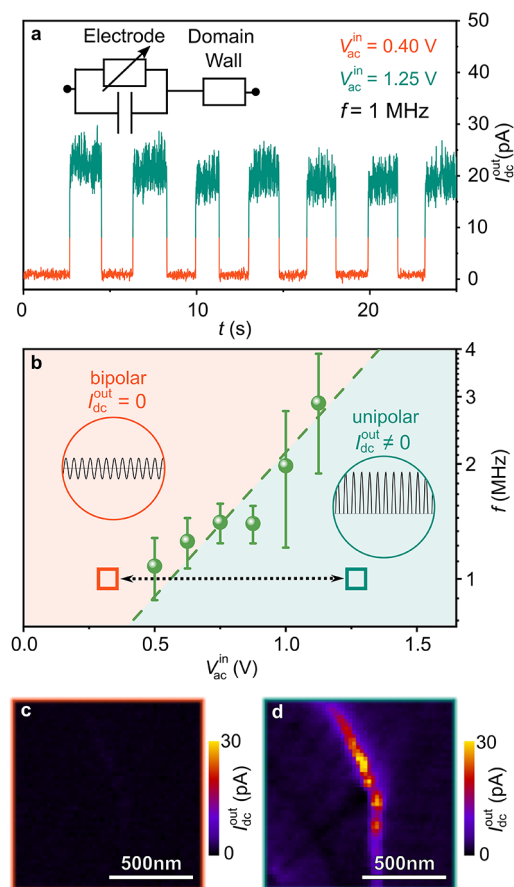 a
Electrode
Domain
Wall
V_ac^in = 0.40 V
V_ac^in = 1.25 V
f = 1 MHz
50
40
30
20
10
0
I_dc^out (pA)
0
10
20
t (s)
b
bipolar
I_dc^out = 0
unipolar
I_dc^out ≠ 0
4
3
2
1
f (MHz)
0.0
0.5
1.0
1.5
V_ac^in (V)
c
500nm
30
0
I_dc^out (pA)
d
500nm
30
0
I_dc^out (pA)